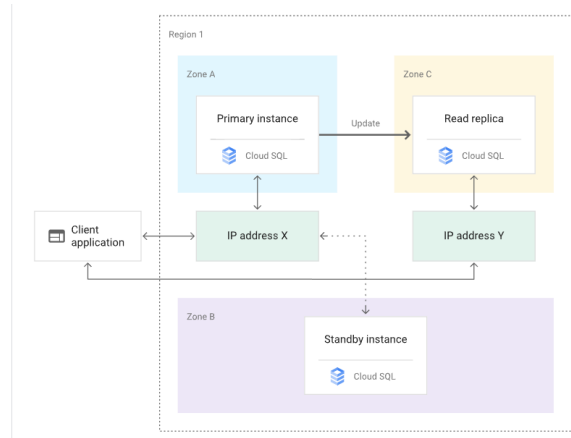 Region 1
Zone A
Zone C
Primary instance
Cloud SQL
Update
Read replica
Cloud SQL
Client
application
IP address X
IP address Y
Zone B
Standby instance
Cloud SQL